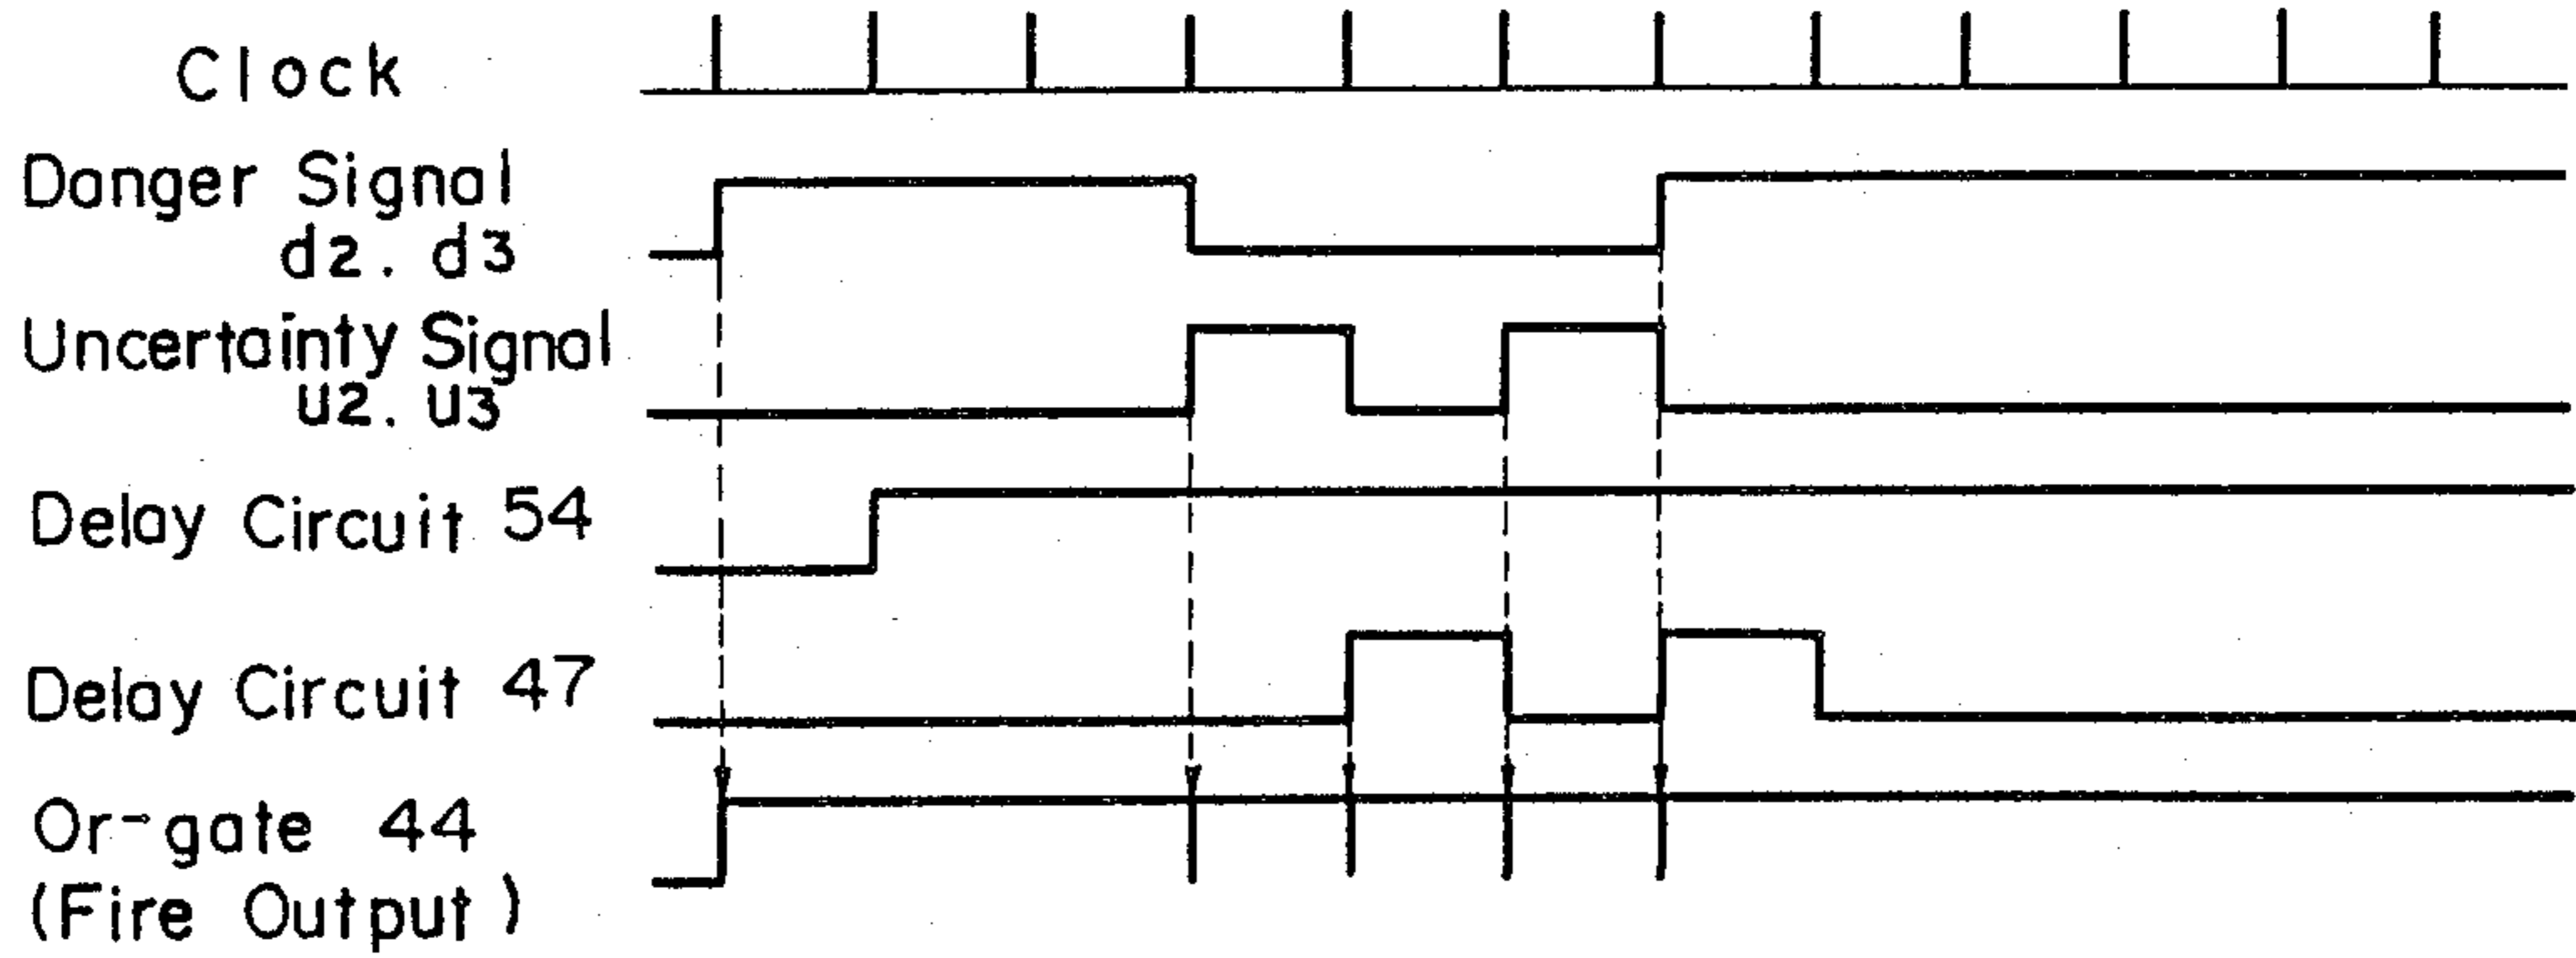 Clock
Danger Signal
d2. d3
Uncertainty Signal
U2. U3
Delay Circuit 54
Delay Circuit 47
Or-gate 44
(Fire Output)